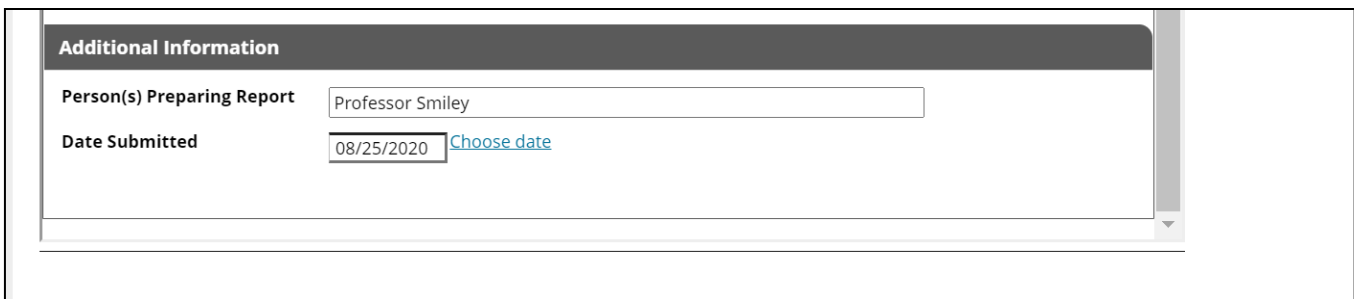 Additional Information
Person(s) Preparing Report Professor Smiley
Date Submitted 08/25/2020 Choose date